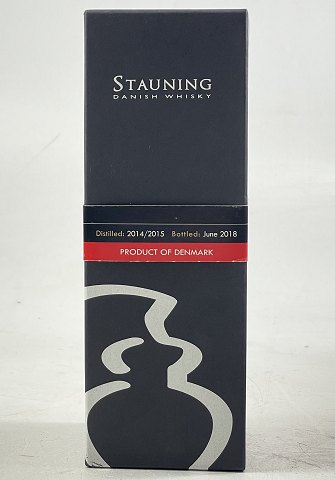 STAUNING
DANISH WHISKY
Distilled: 2014/2015 Bottled: June 2018
PRODUCT OF DENMARK